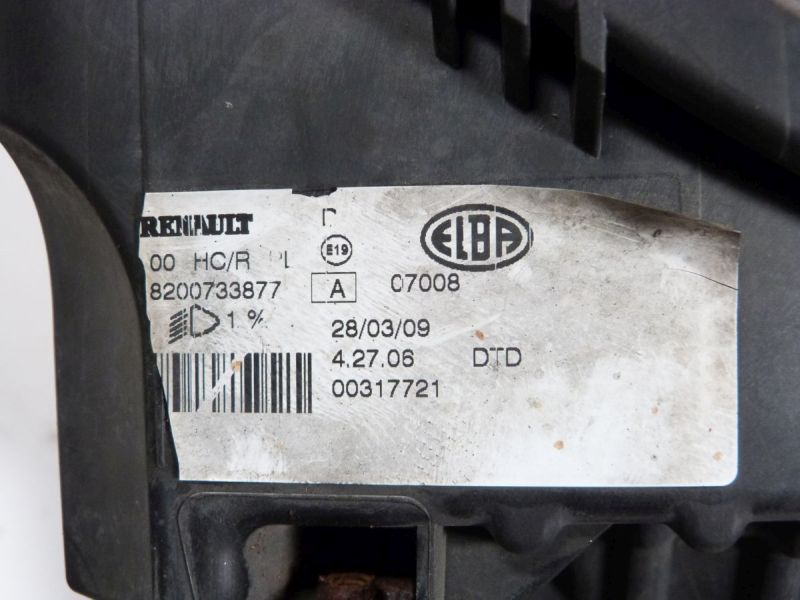 RENAULT
ELBA
E19
00 HC/R
8200733877 A 07008
1 %
28/03/09
4.27.06 DTD
00317721